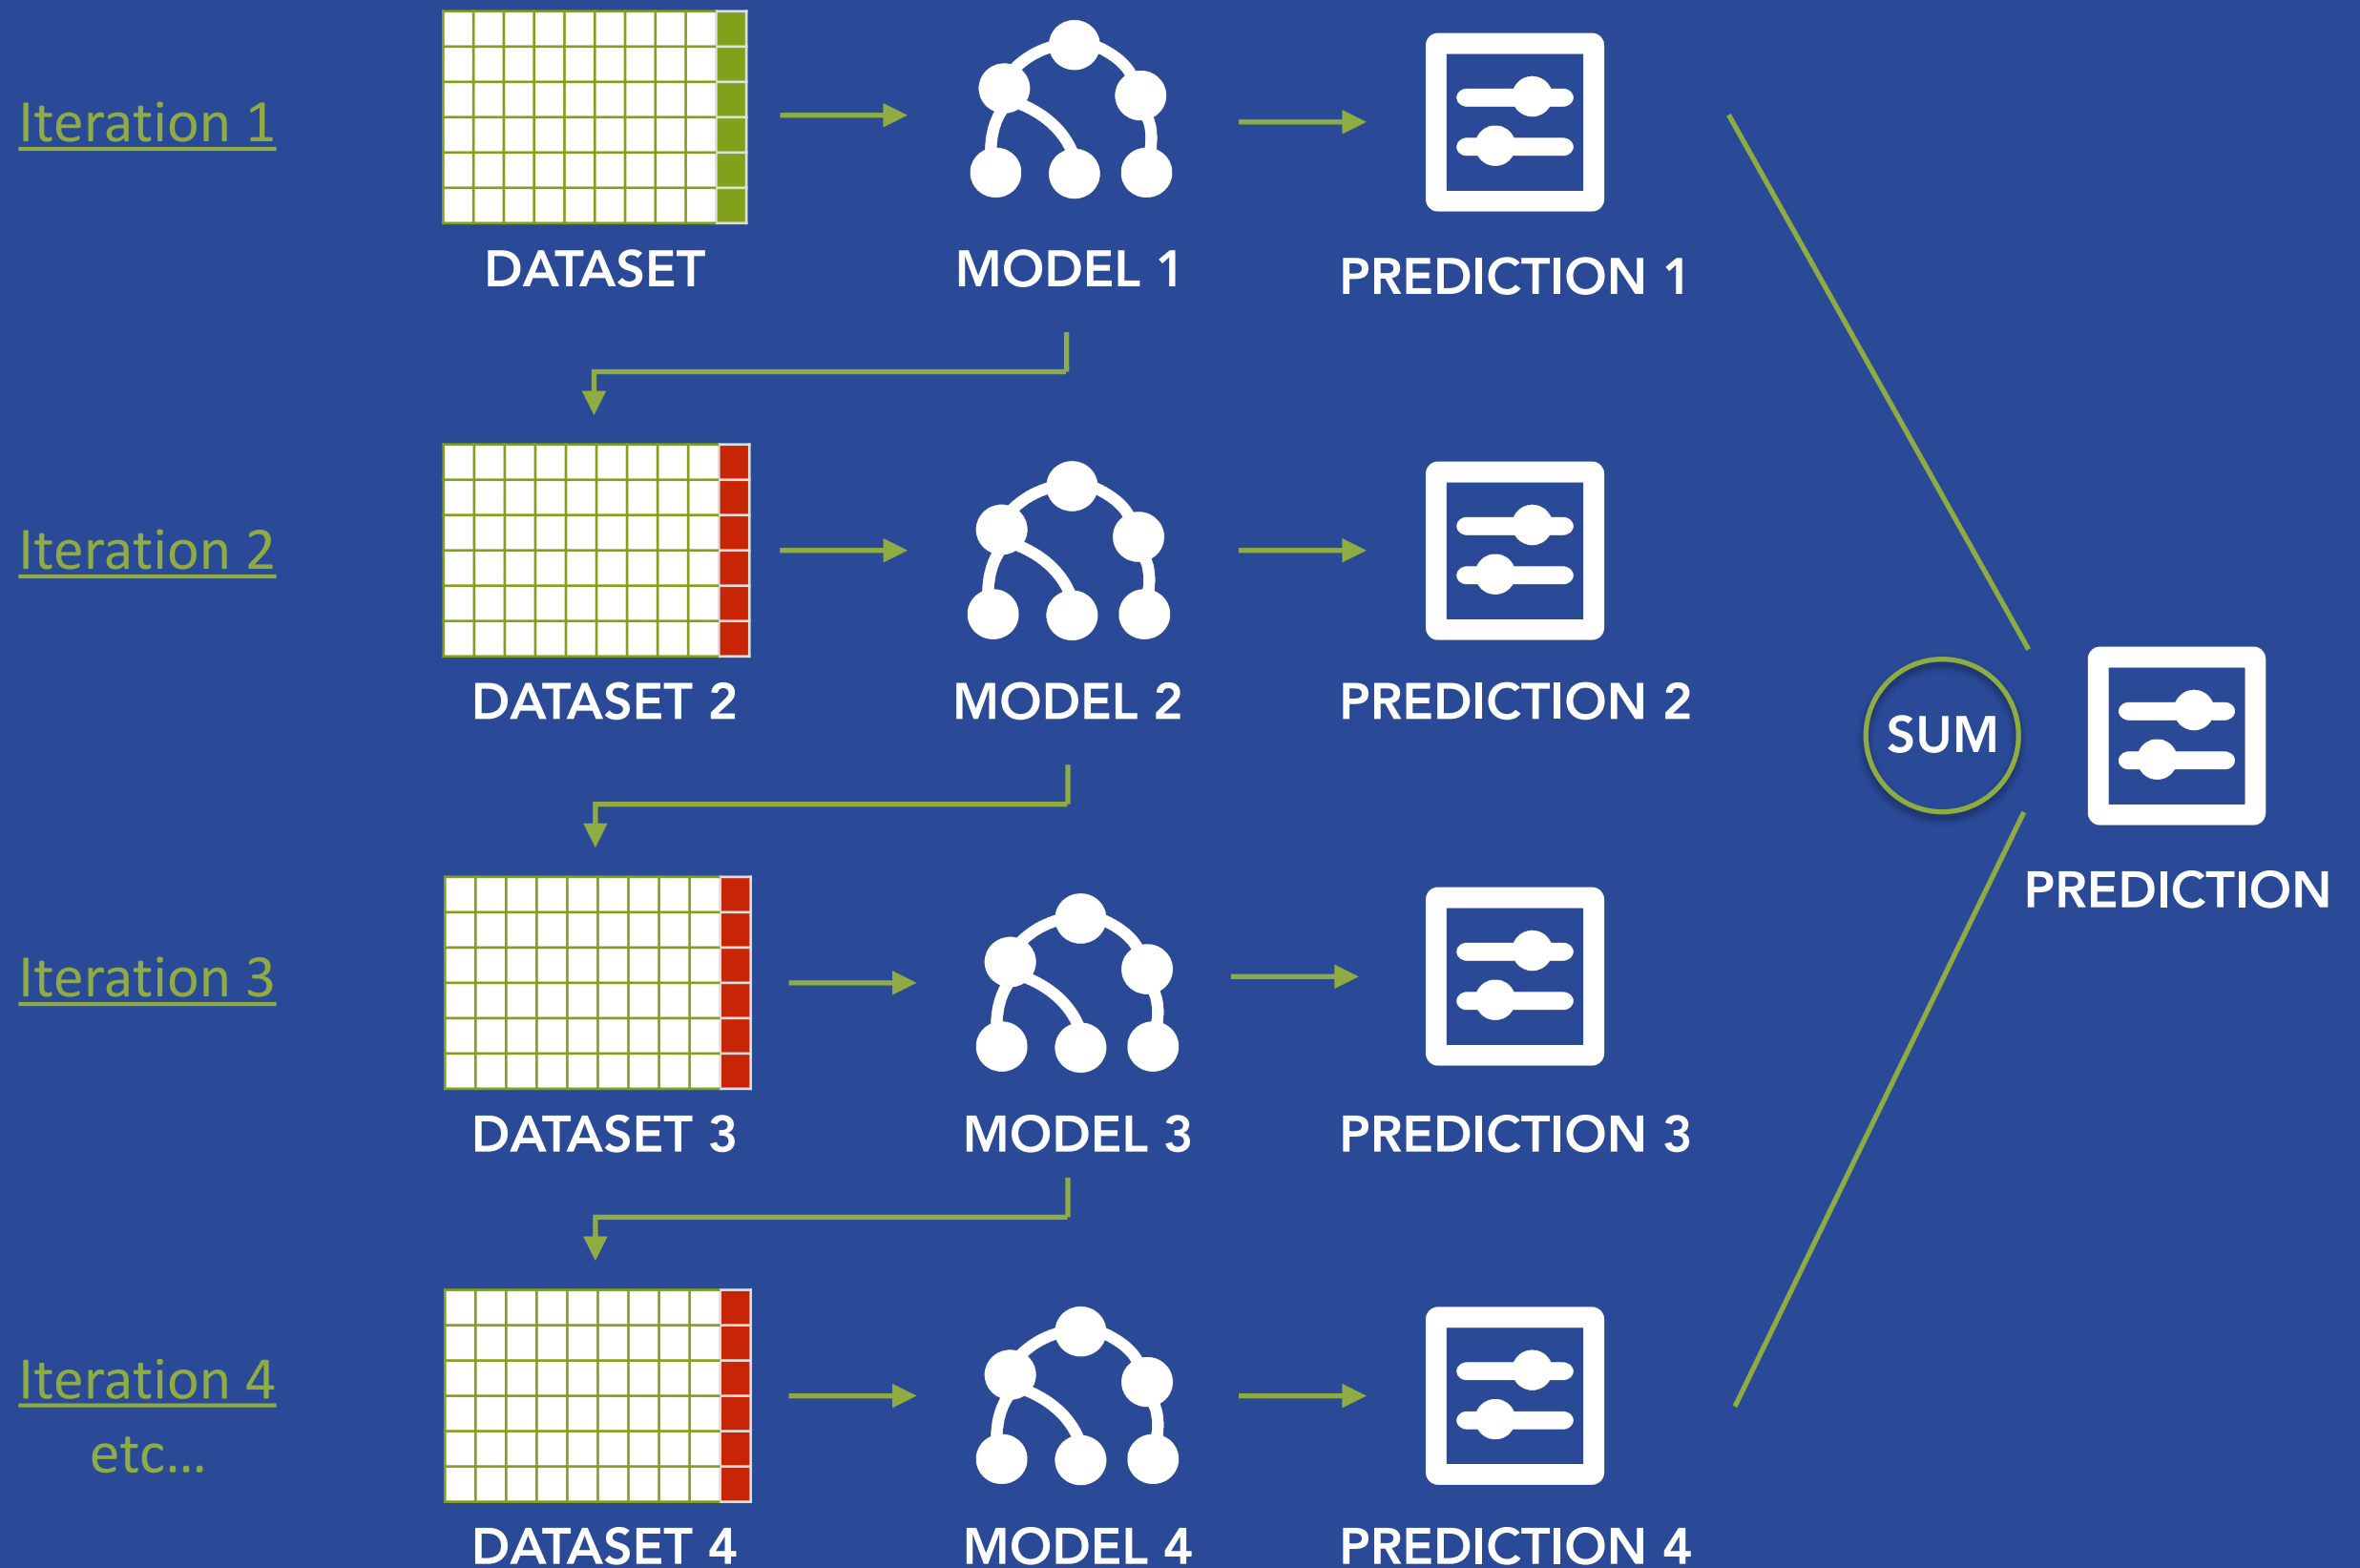 Iteration 1
DATASET
MODEL 1
PREDICTION 1
Iteration 2
DATASET 2
MODEL 2
PREDICTION 2
SUM
PREDICTION
Iteration 3
DATASET 3
MODEL 3
PREDICTION 3
Iteration 4
etc...
DATASET 4
MODEL 4
PREDICTION 4